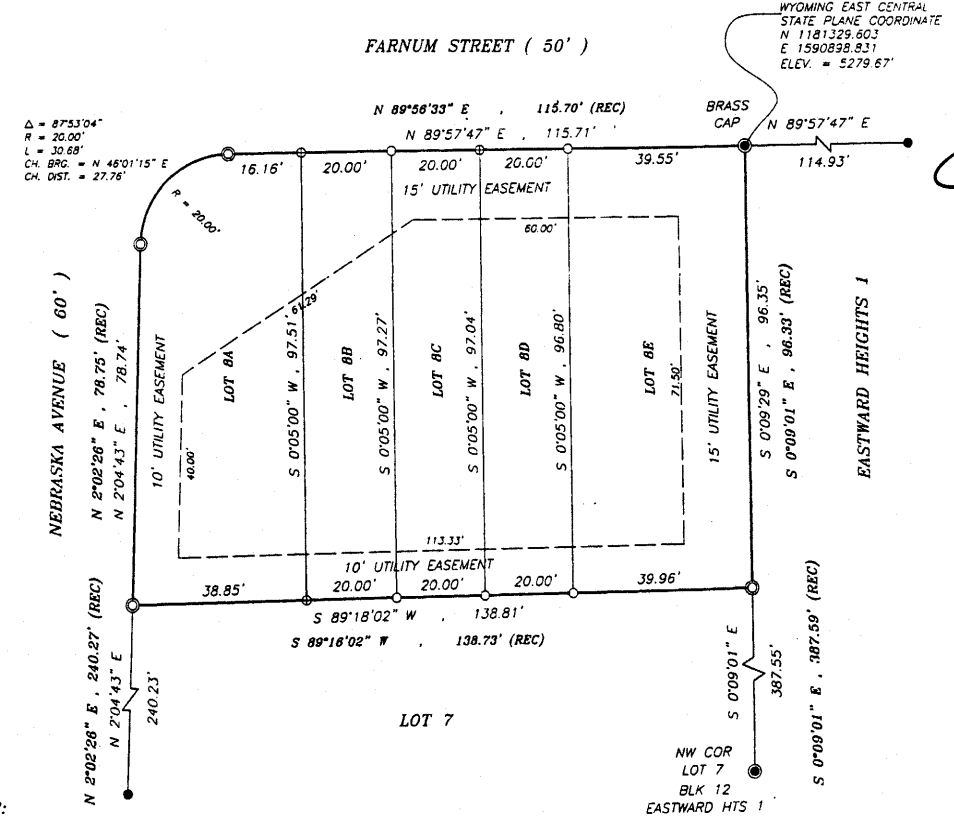 WYOMING EAST CENTRAL
STATE PLANE COORDINATE
N 1181329.603
E 1590898.831
ELEV. = 5279.67'
FARNUM STREET ( 50' )
Δ = 87°53'04"
R = 20.00'
L = 30.68'
CH. BRG. = N 46°01'15" E
CH. DIST. = 27.76'
N 89°56'33" E , 115.70' (REC)
N 89°57'47" E , 115.71'
BRASS
CAP
N 89°57'47" E
114.93'
16.16'
20.00'
20.00'
20.00'
39.55'
15' UTILITY EASEMENT
R = 20.00'
60.00'
61.29'
NEBRASKA AVENUE ( 60' )
N 2°02'26" E , 78.75' (REC)
N 2°04'43" E , 78.74'
10' UTILITY EASEMENT
40.00'
LOT 8A
S 0°05'00" W , 97.51'
LOT 8B
S 0°05'00" W , 97.27'
LOT 8C
S 0°05'00" W , 97.04'
LOT 8D
S 0°05'00" W , 96.80'
LOT 8E
71.50'
15' UTILITY EASEMENT
S 0°09'29" E , 96.35'
S 0°09'01" E , 96.33' (REC)
EASTWARD HEIGHTS 1
113.33'
10' UTILITY EASEMENT
38.85'
20.00'
20.00'
20.00'
39.96'
S 89°18'02" W , 138.81'
S 89°16'02" W , 138.73' (REC)
N 2°02'26" E , 240.27' (REC)
N 2°04'43" E
240.23'
LOT 7
S 0°09'01" E
387.55'
S 0°09'01" E , 387.59' (REC)
NW COR
LOT 7
BLK 12
EASTWARD HTS 1